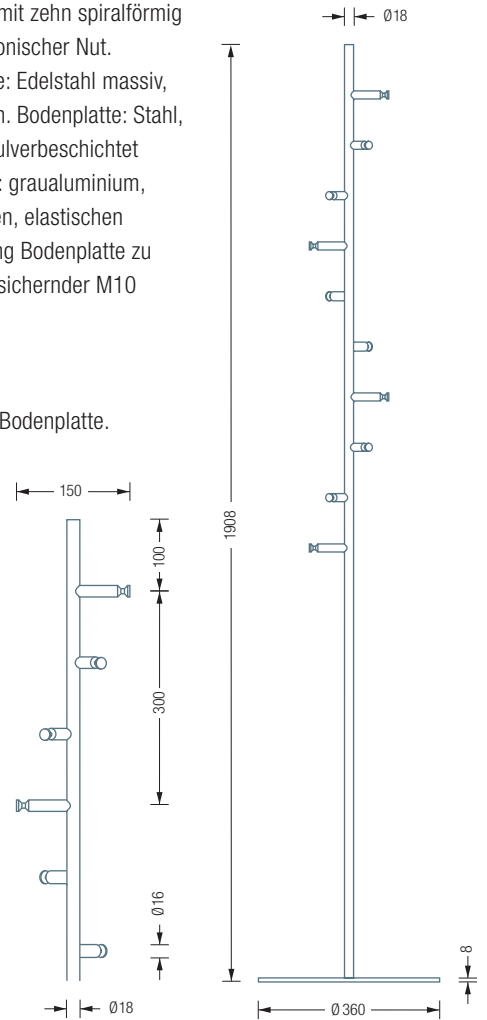 mit zehn spiralförmig
onischer Nut.
e: Edelstahl massiv,
n. Bodenplatte: Stahl,
ulverbeschichtet
: graualuminium,
en, elastischen
ng Bodenplatte zu
sichernder M10
Bodenplatte.
Ø18
1908
8
Ø360
150
100
300
Ø16
Ø18